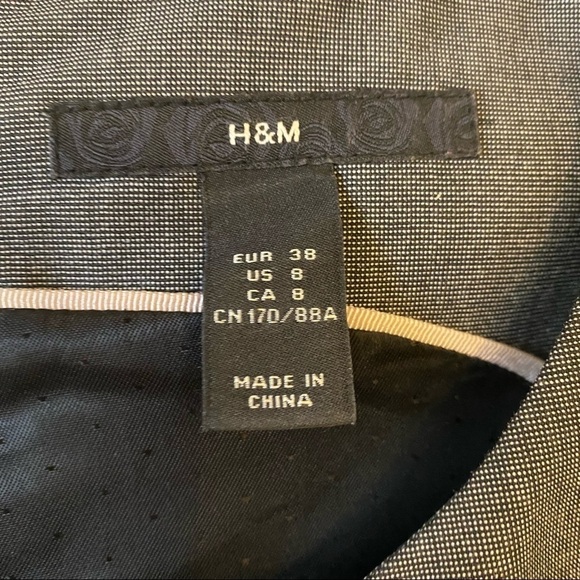 H&M
EUR 38
US 8
CA 8
CN 170/88A
MADE IN
CHINA